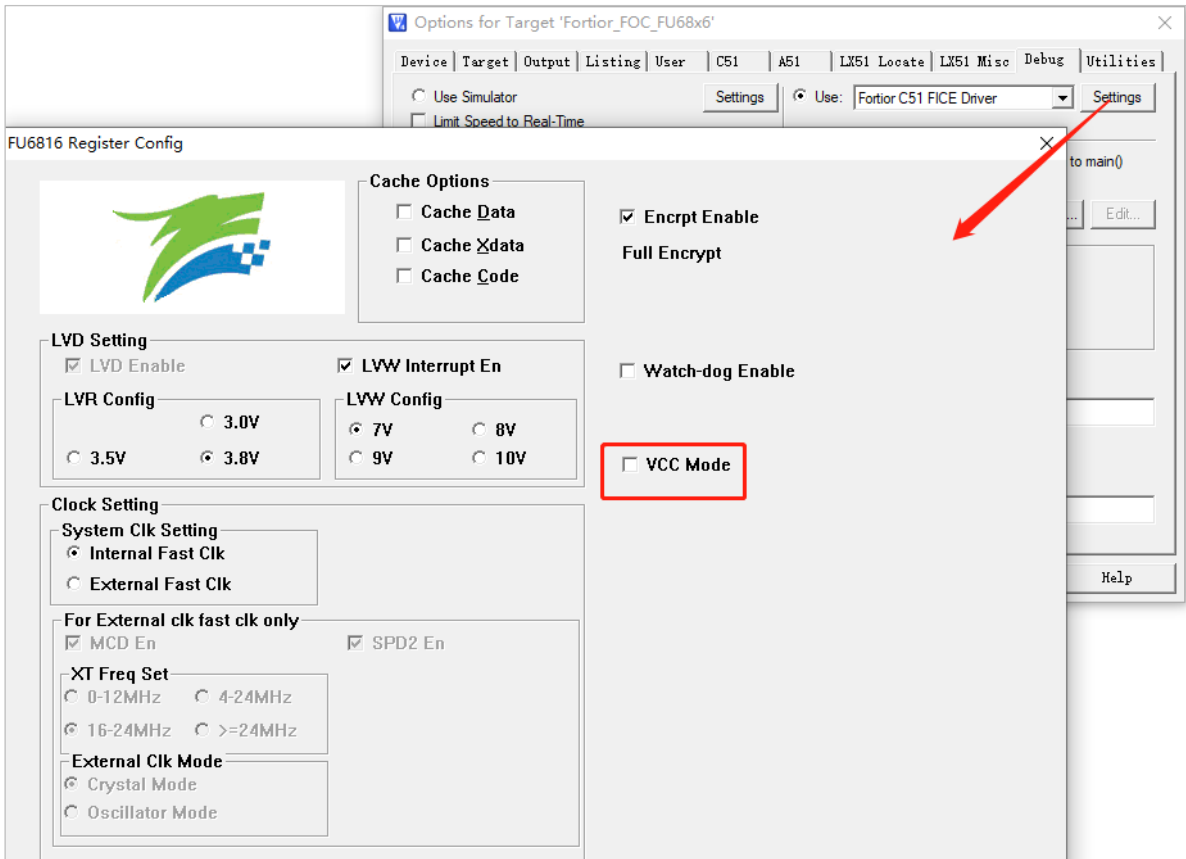 Options for Target 'Fortior_FOC_FU68x6'
Device Target Output Listing User C51 A51 LX51 Locate LX51 Misc Debug Utilities
Use Simulator Settings Use: Fortior C51 FICE Driver Settings
Limit Speed to Real-Time
to main()
... Edit...
Help
FU6816 Register Config
Cache Options
Cache Data
Cache Xdata
Cache Code
Encrpt Enable
Full Encrypt
LVD Setting
LVD Enable LVW Interrupt En
Watch-dog Enable
LVR Config
3.0V
3.5V 3.8V
LVW Config
7V 8V
9V 10V
VCC Mode
Clock Setting
System Clk Setting
Internal Fast Clk
External Fast Clk
For External clk fast clk only
MCD En SPD2 En
XT Freq Set
0-12MHz 4-24MHz
16-24MHz >=24MHz
External Clk Mode
Crystal Mode
Oscillator Mode